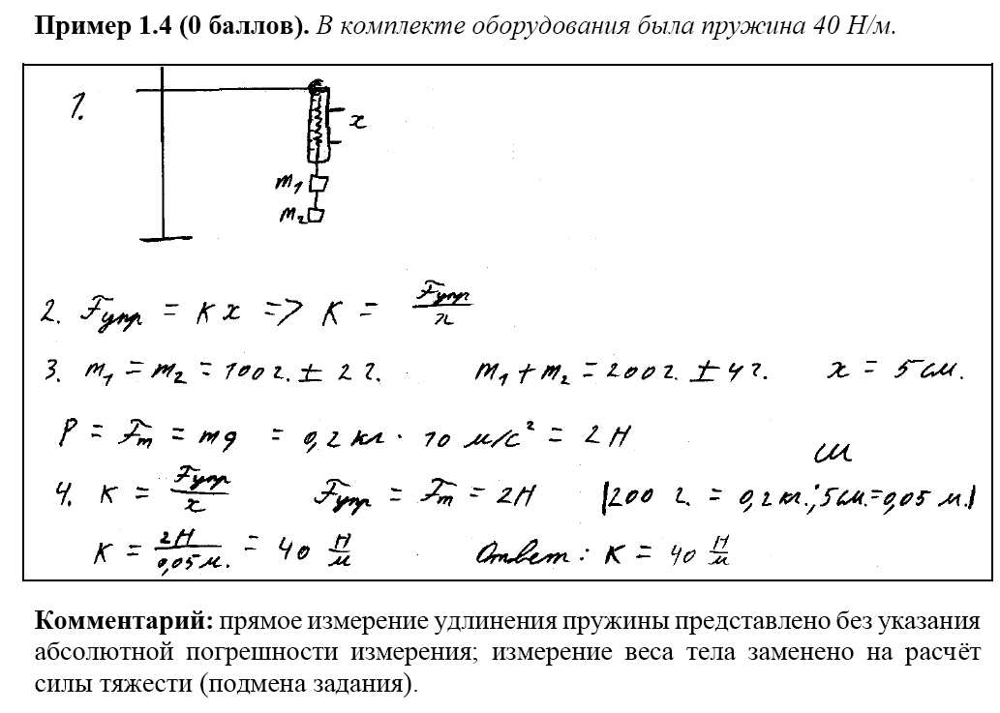 Пример 1.4 (0 баллов). В комплекте оборудования была пружина 40 Н/м.
1.
x
m₁
m₂
2. Fупр = K x => K = Fупр/x
3. m₁ = m₂ = 100 г. ± 2 г. m₁ + m₂ = 200 г. ± 4 г. x = 5 см.
P = Fт = mg = 0,2 кг · 10 м/с² = 2 Н
4. K = Fупр/x Fупр = Fт = 2Н |200 г. = 0,2 кг.; 5 см. = 0,05 м.|
K = 2Н/0,05 м. = 40 Н/м Ответ: K = 40 Н/м
Комментарий: прямое измерение удлинения пружины представлено без указания
абсолютной погрешности измерения; измерение веса тела заменено на расчёт
силы тяжести (подмена задания).